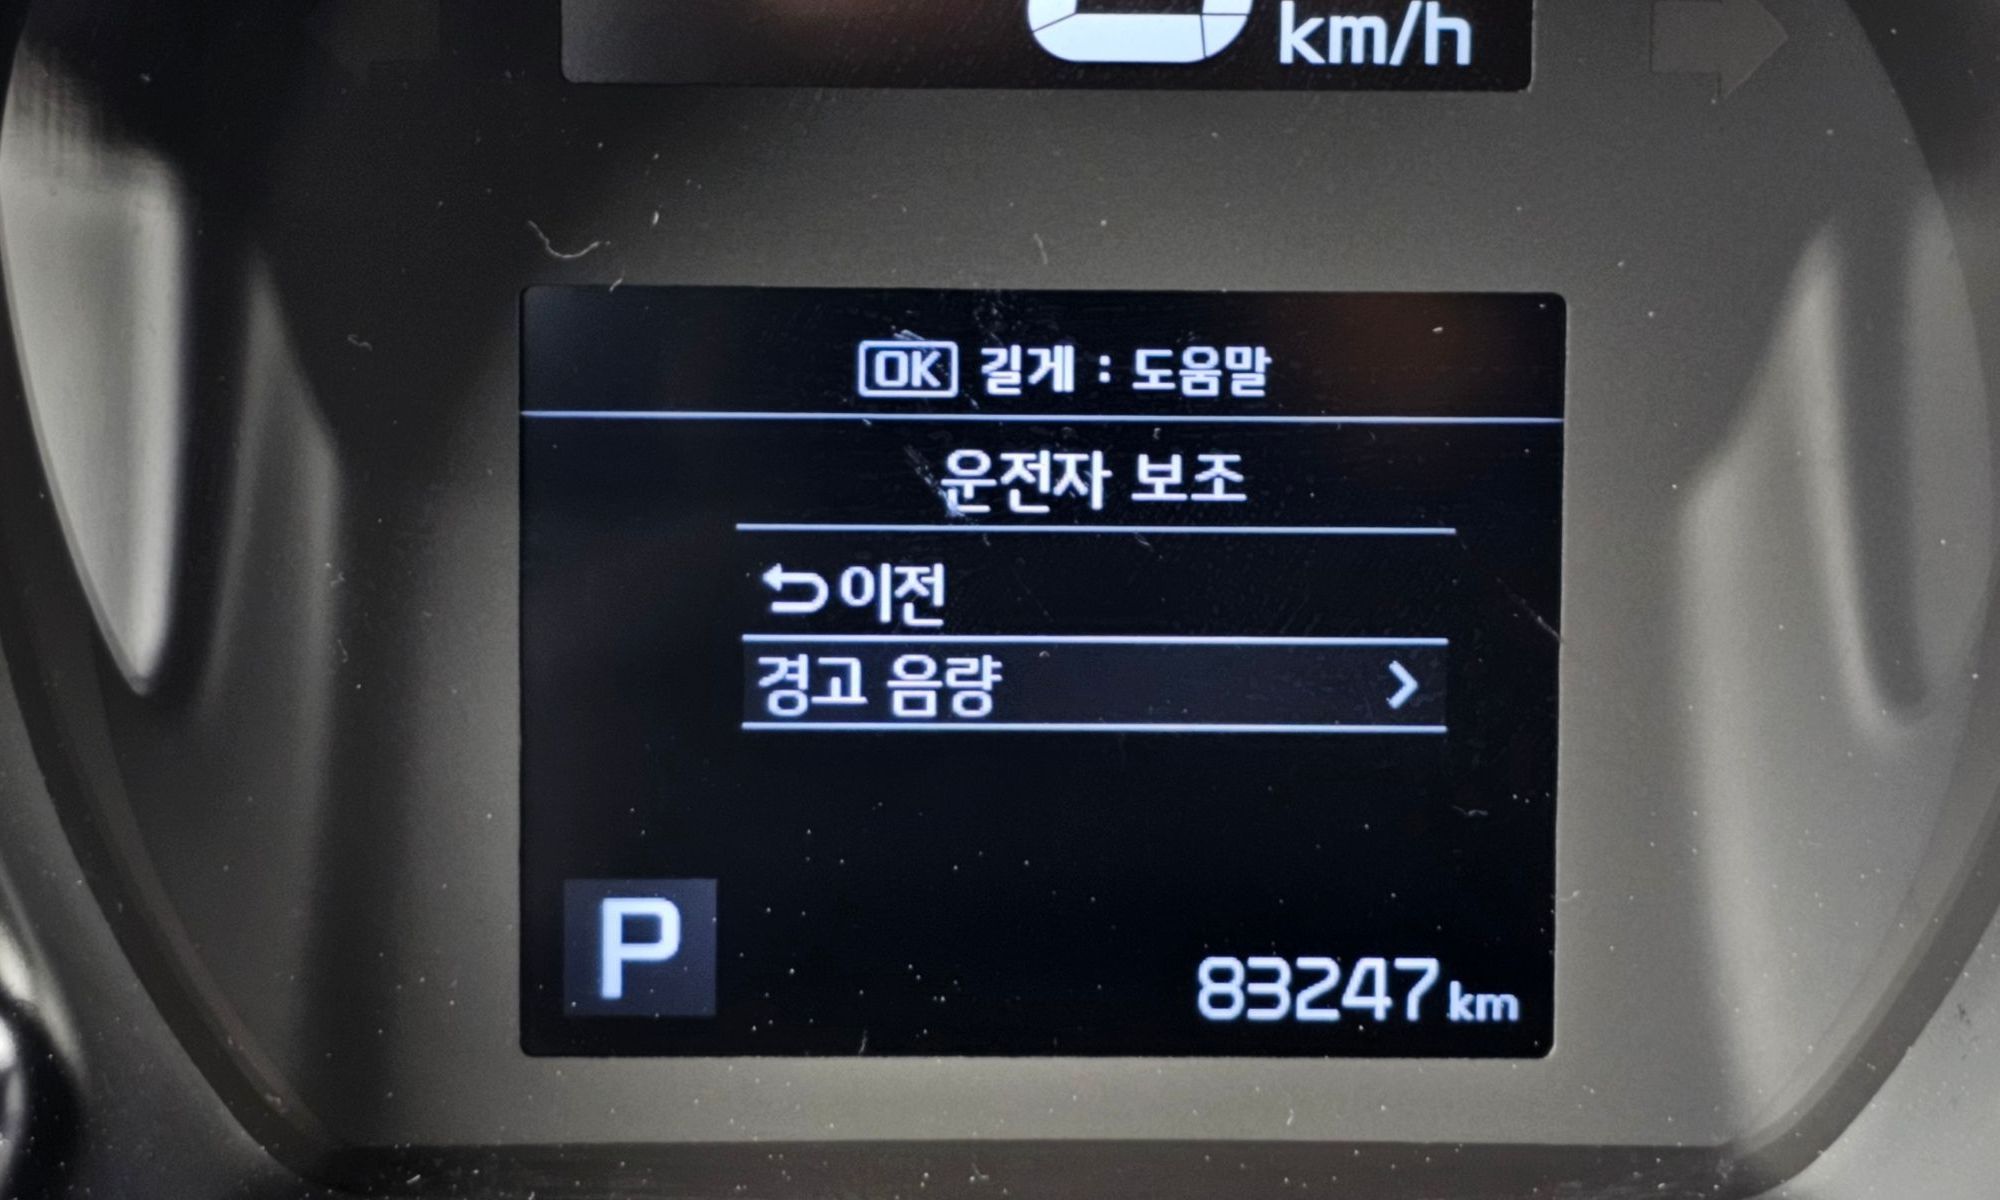 km/h
OK 길게 : 도움말
운전자 보조
이전
경고 음량
P
83247 km